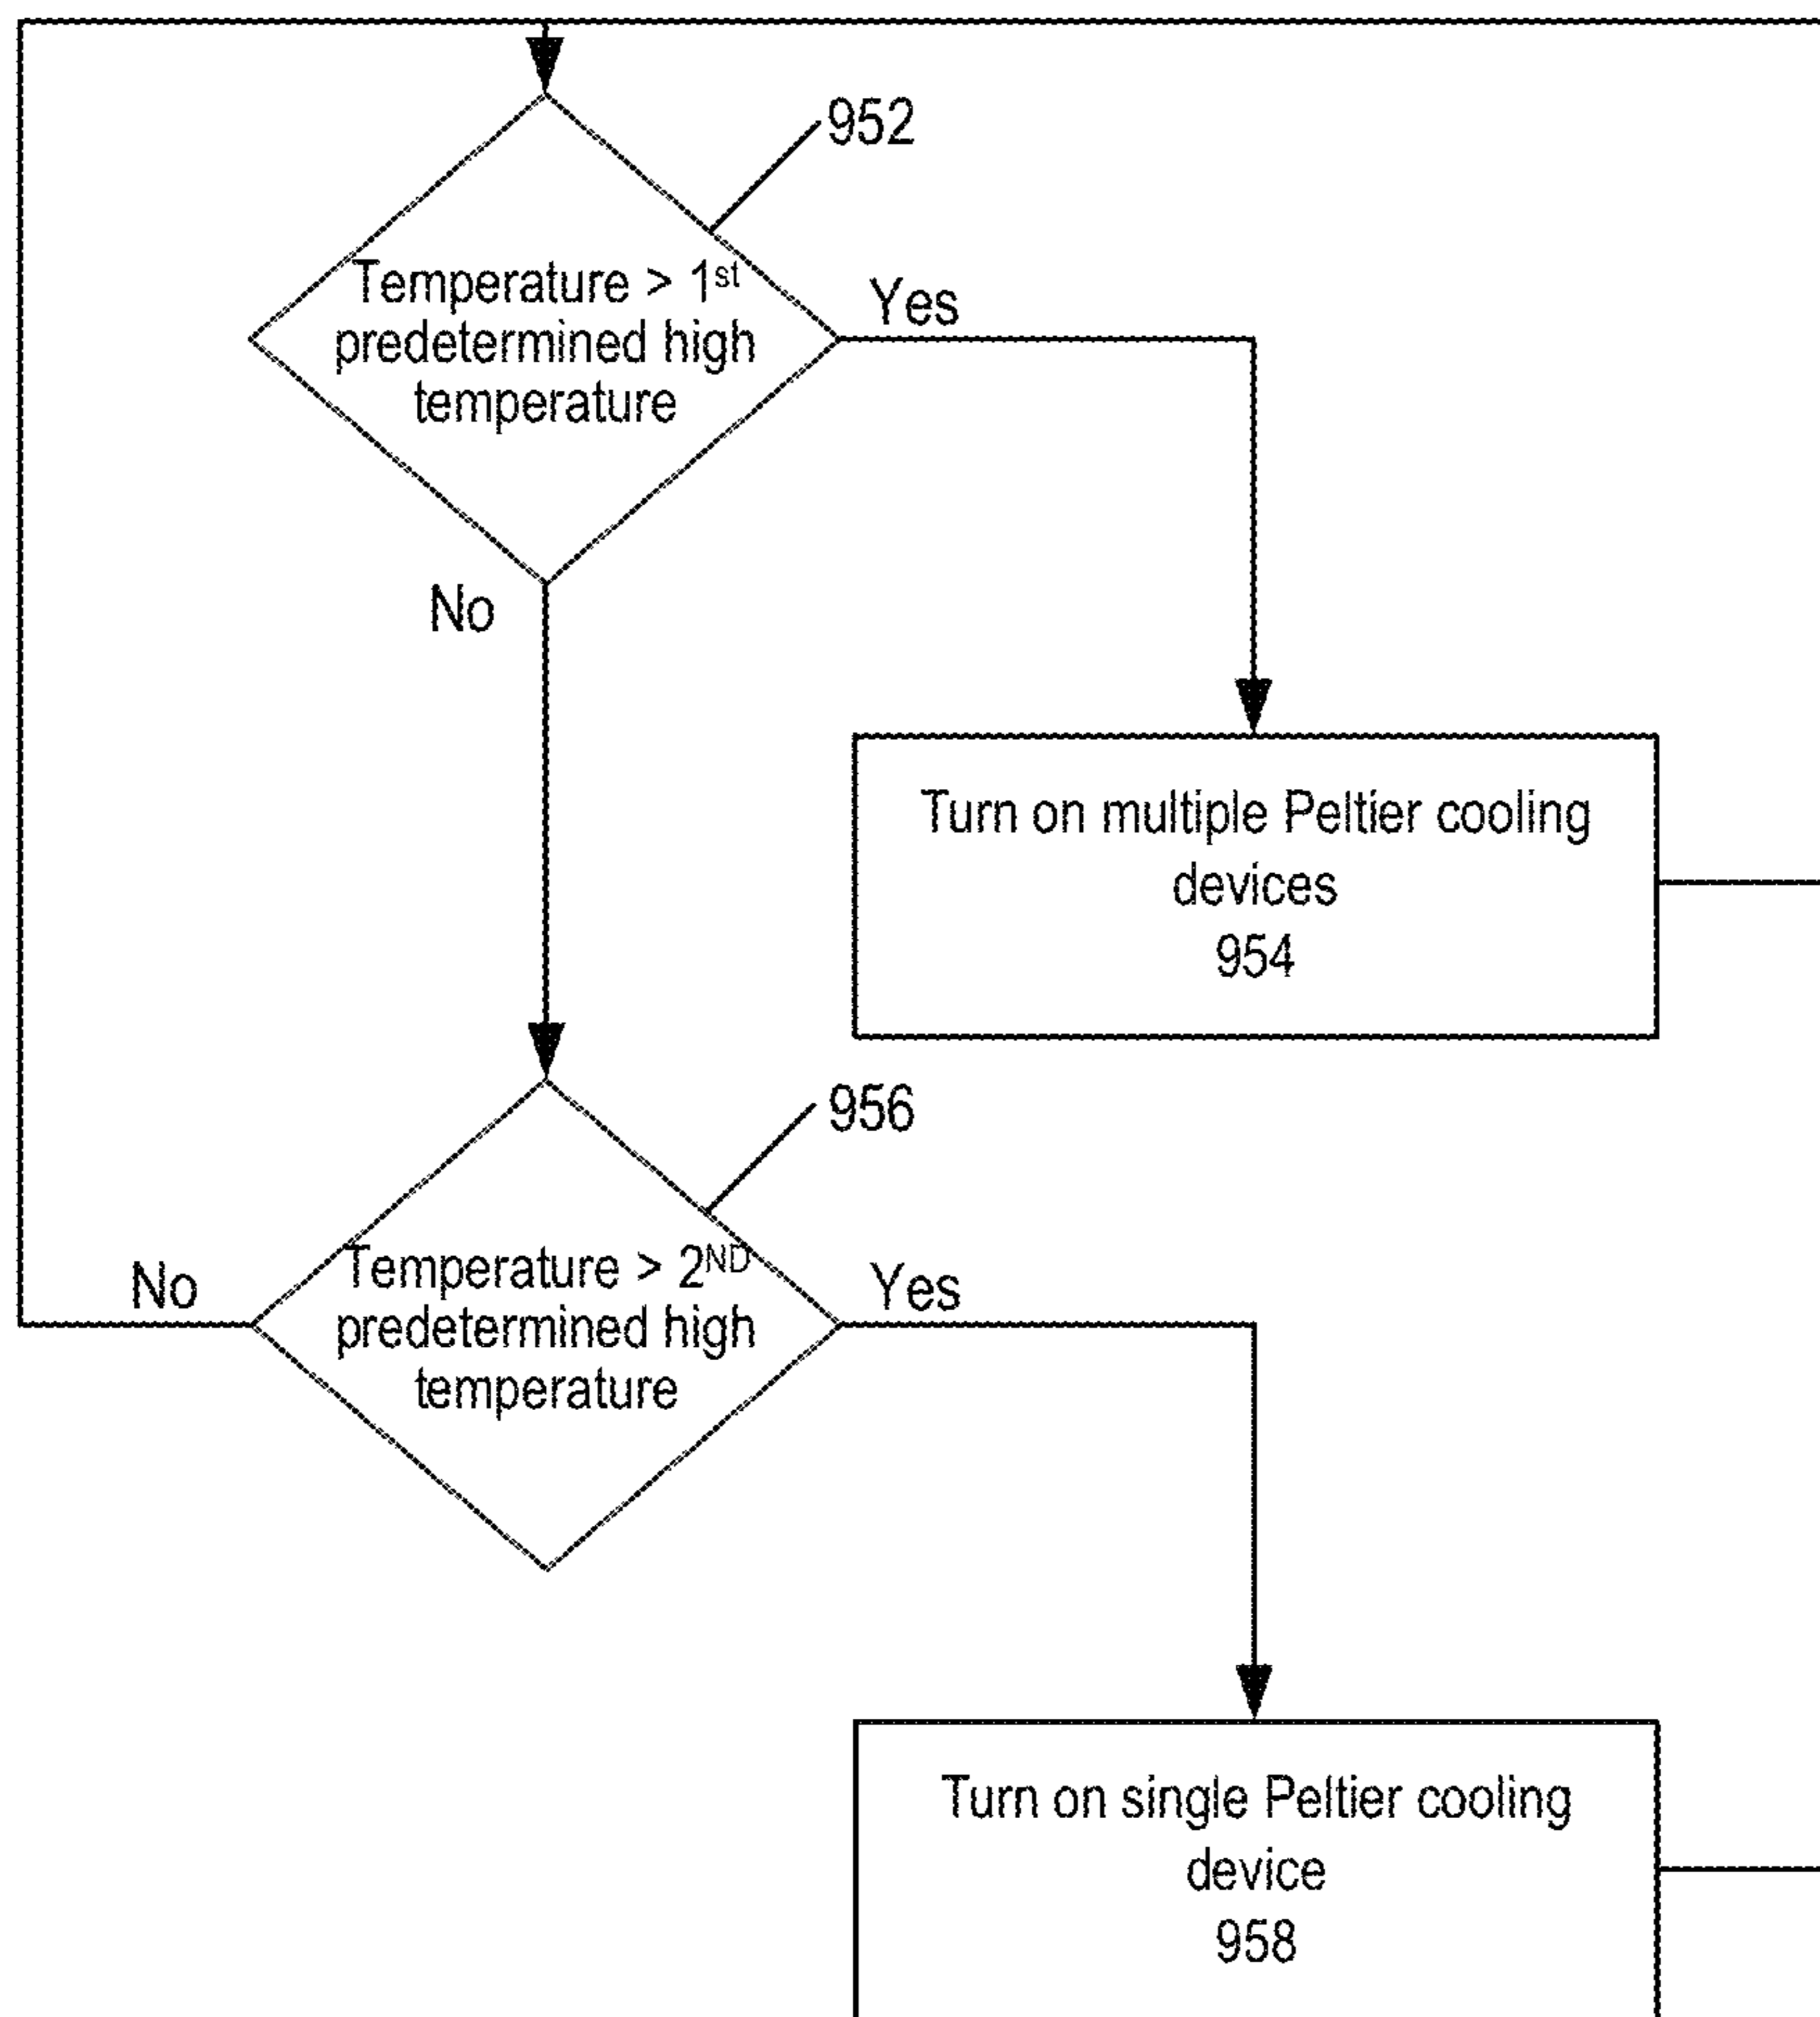 952
Temperature > 1st
predetermined high
temperature
Yes
No
Turn on multiple Peltier cooling
devices
954
956
Temperature > 2ND
predetermined high
temperature
No
Yes
Turn on single Peltier cooling
device
958